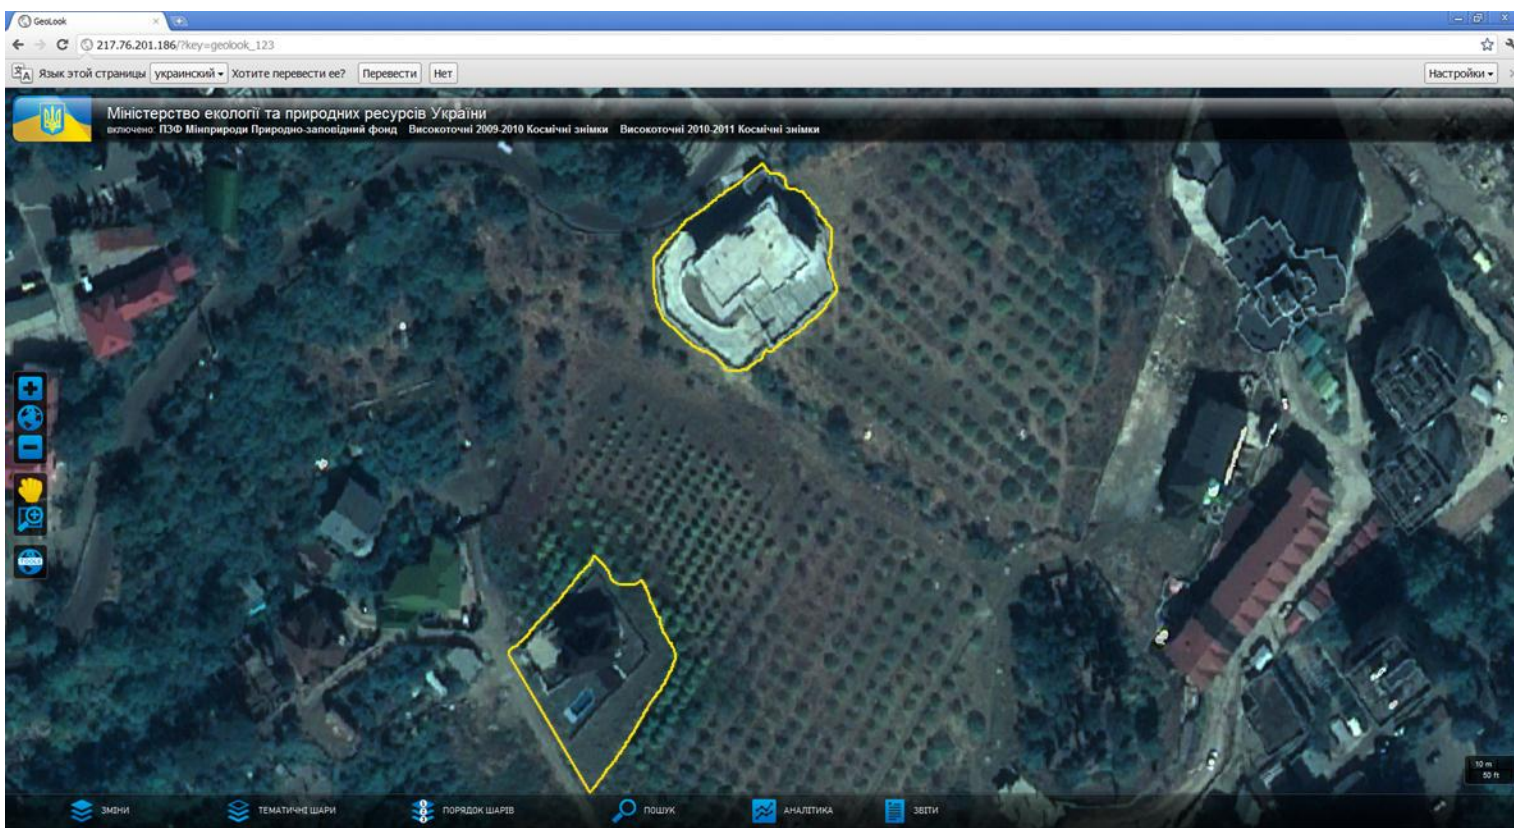 GeoLook
217.76.201.186/?key=geolook_123
Язык этой страницы украинский Хотите перевести ее? Перевести Нет Настройки
Міністерство екології та природних ресурсів України
включено: ПЗФ Мінприроди Природно-заповідний фонд Високоточні 2009-2010 Космічні знімки Високоточні 2010-2011 Космічні знімки
TOOLS
10 m
50 ft
ЗМІНИ ТЕМАТИЧНІ ШАРИ ПОРЯДОК ШАРІВ ПОШУК АНАЛІТИКА ЗВІТИ